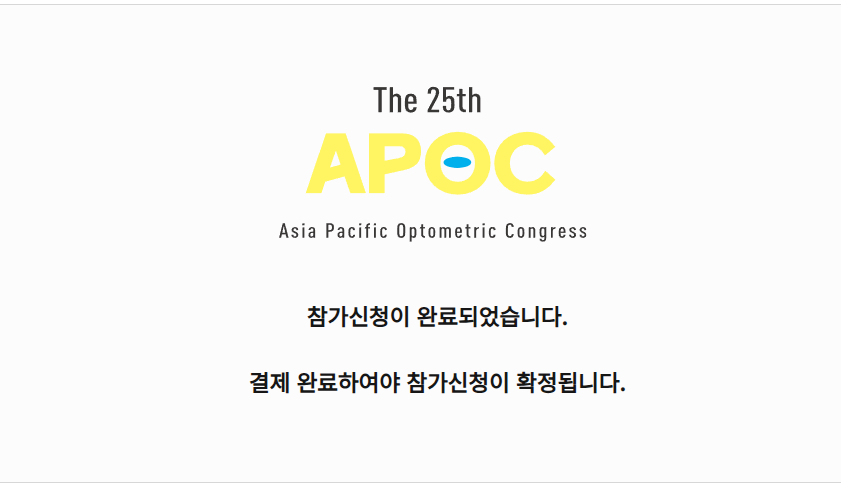 The 25th
APOC
Asia Pacific Optometric Congress
참가신청이 완료되었습니다.
결제 완료하여야 참가신청이 확정됩니다.